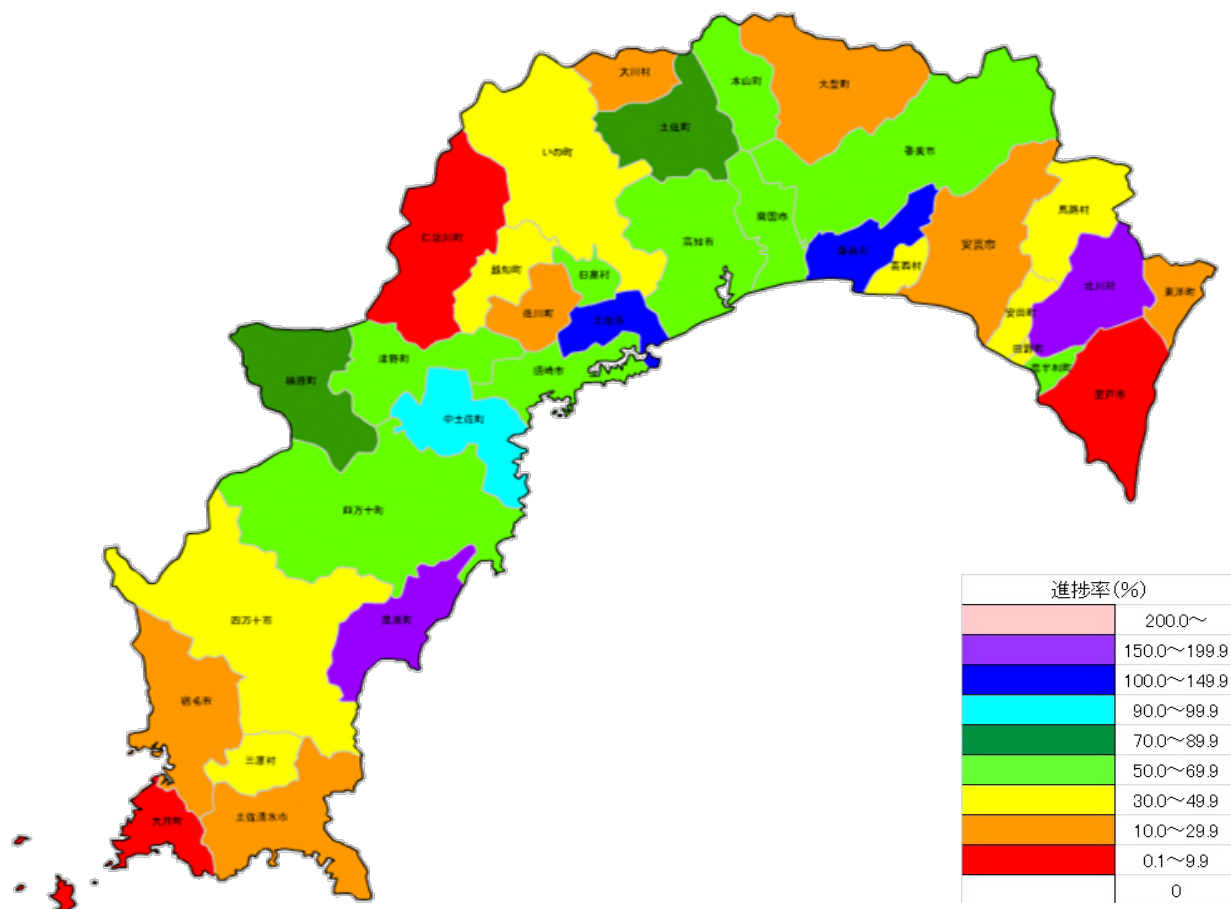 大川村
本山町
大豊町
土佐町
いの町
香美市
仁淀川町
高知市
南国市
馬路村
越知町
日高村
香南市
芸西村
安芸市
北川村
東洋町
佐川町
土佐市
安田町
田野町
奈半利町
室戸市
津野町
須崎市
梼原町
中土佐町
四万十町
四万十市
黒潮町
宿毛市
三原村
大月町
土佐清水市
進捗率(%)
200.0～
150.0～199.9
100.0～149.9
90.0～99.9
70.0～89.9
50.0～69.9
30.0～49.9
10.0～29.9
0.1～9.9
0